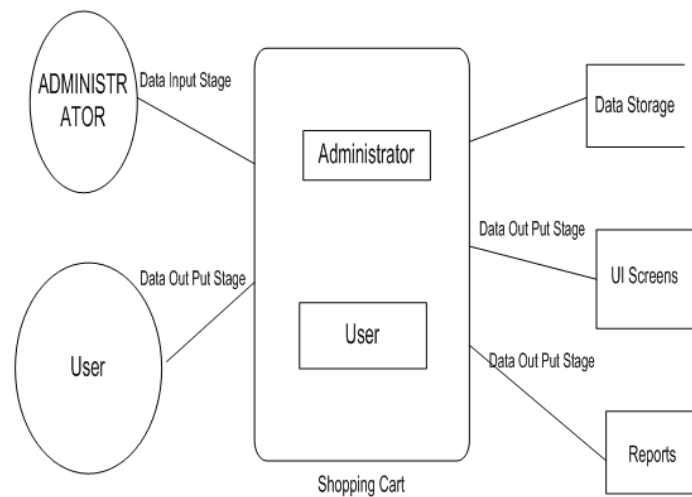 ADMINISTR
ATOR
Data Input Stage
Administrator
Data Storage
Data Out Put Stage
User
Data Out Put Stage
UI Screens
User
Data Out Put Stage
Reports
Shopping Cart